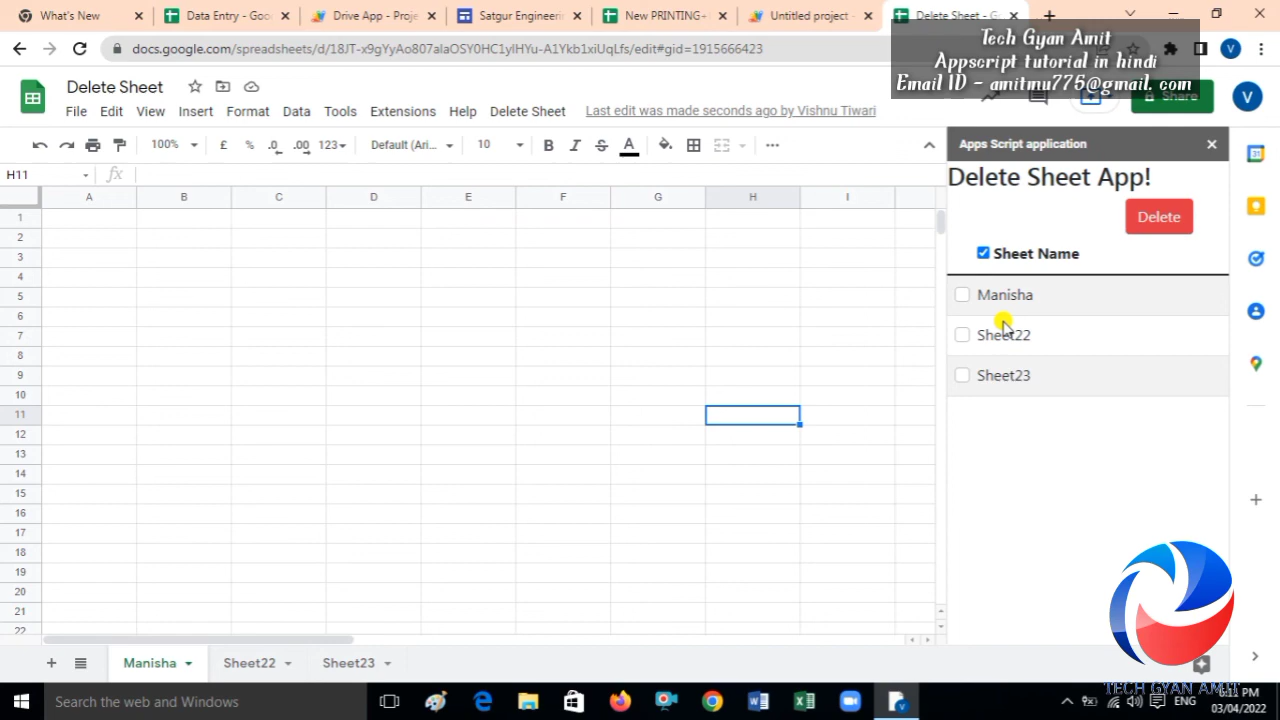 What's New
Data Entry - Goo
Drive App - Proje
Satgur Engineerin
New PRINTING+
Untitled project -
Delete Sheet - G
docs.google.com/spreadsheets/d/18JT-x9gYyAo807alaOSY0HC1yIHYu-A1Ykb1xiUqLfs/edit#gid=1915666423
V
Tech Gyan Amit
Appscript tutorial in hindi
Email ID - amitmu775@gmail. com
Delete Sheet
File Edit View Insert Format Data Tools Extensions Help Delete Sheet Last edit was made seconds ago by Vishnu Tiwari
Share
V
100% £ % .0 .00 123 Default (Ari... 10 B I S A
H11 fx
A B C D E F G H I
1
2
3
4
5
6
7
8
9
10
11
12
13
14
15
16
17
18
19
20
21
22
Apps Script application
Delete Sheet App!
Delete
Sheet Name
Manisha
Sheet22
Sheet23
Manisha Sheet22 Sheet23
TECH GYAN AMIT
Search the web and Windows
ENG
6:11 PM
03/04/2022